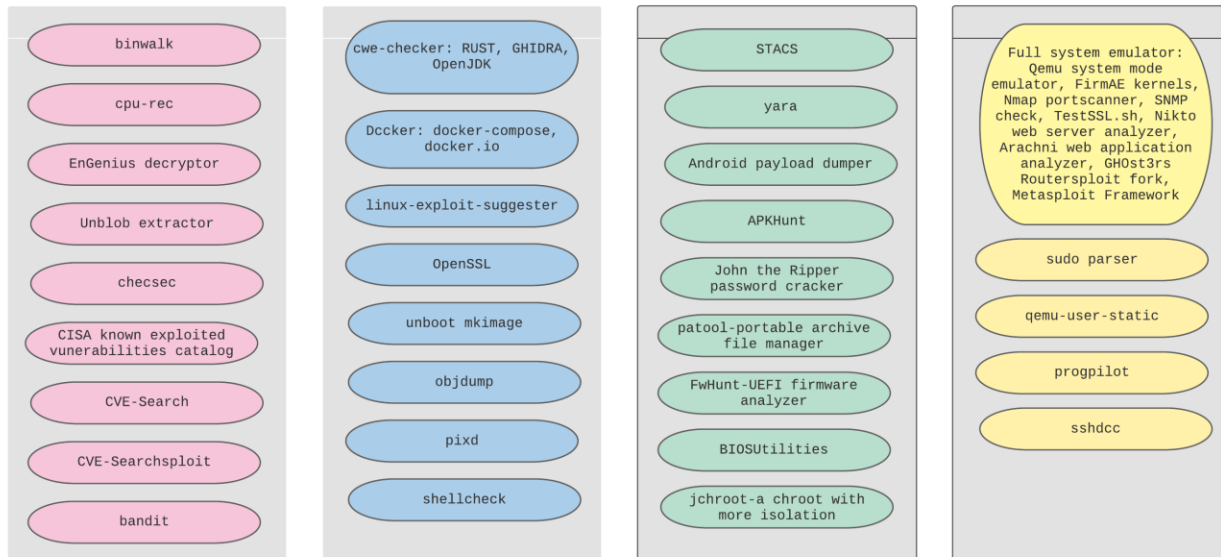 binwalk
cpu-rec
EnGenius decryptor
Unblob extractor
checsec
CISA known exploited
vunerabilities catalog
CVE-Search
CVE-Searchsploit
bandit
cwe-checker: RUST, GHIDRA,
OpenJDK
Dccker: docker-compose,
docker.io
linux-exploit-suggester
OpenSSL
unboot mkimage
objdump
pixd
shellcheck
STACS
yara
Android payload dumper
APKHunt
John the Ripper
password cracker
patool-portable archive
file manager
FwHunt-UEFI firmware
analyzer
BIOSUtilities
jchroot-a chroot with
more isolation
Full system emulator:
Qemu system mode
emulator, FirmAE kernels,
Nmap portscanner, SNMP
check, TestSSL.sh, Nikto
web server analyzer,
Arachni web application
analyzer, GHOst3rs
Routersploit fork,
Metasploit Framework
sudo parser
qemu-user-static
progpilot
sshdcc